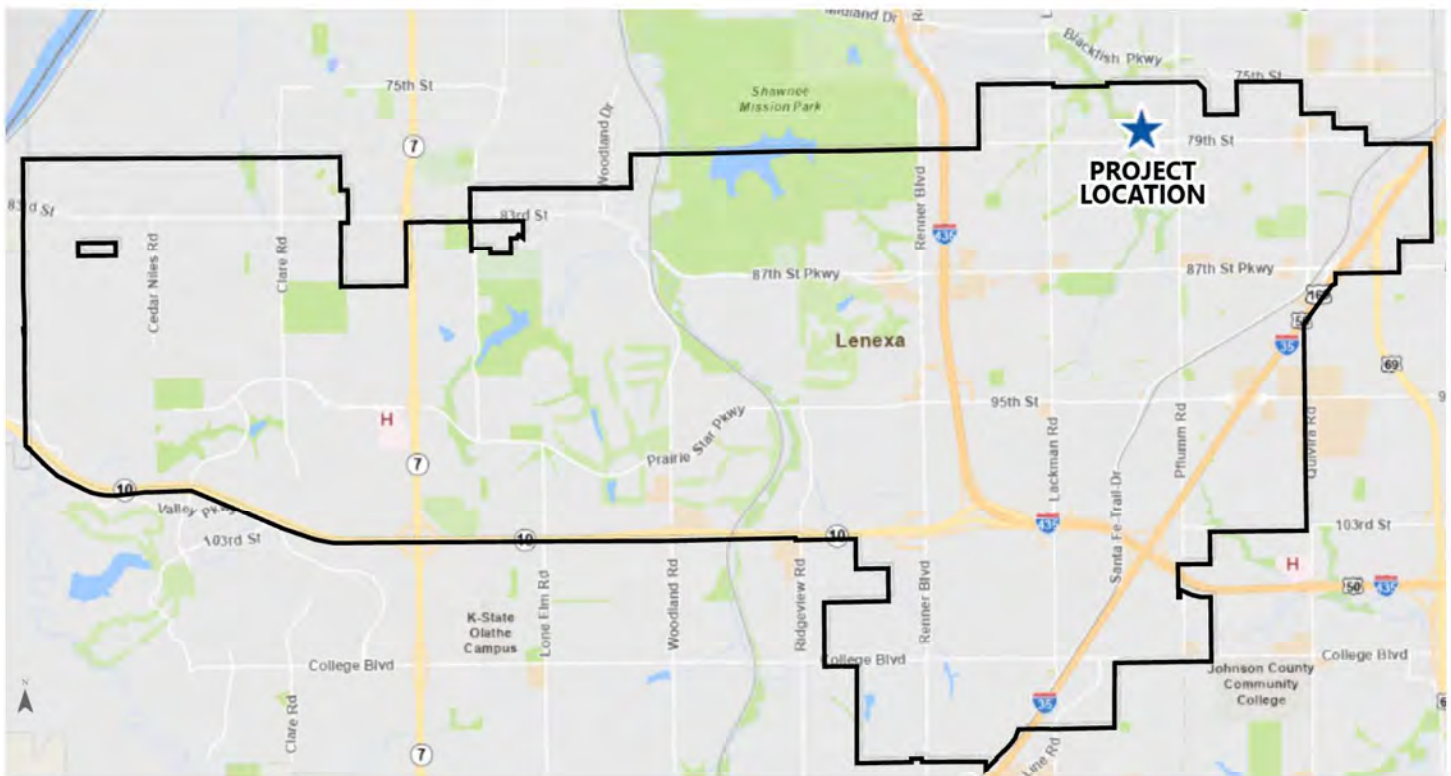 Midland Dr
Blackfish Pkwy
75th St
75th St
Shawnee
Mission Park
Woodland Dr
7
79th St
PROJECT
LOCATION
83rd St
83rd St
Renner Blvd
435
Cedar Niles Rd
Clare Rd
87th St Pkwy
87th St Pkwy
Lenexa
35
69
95th St
H
Prairie Star Pkwy
Lackman Rd
Pflumm Rd
Quivira Rd
7
10
Valley Pkwy
103rd St
10
10
435
Santa Fe Trail Dr
103rd St
H
50
435
Lone Elm Rd
Woodland Rd
Ridgeview Rd
Renner Blvd
K-State
Olathe
Campus
College Blvd
College Blvd
College Blvd
Johnson County
Community
College
N
Clare Rd
35
7
Line Rd